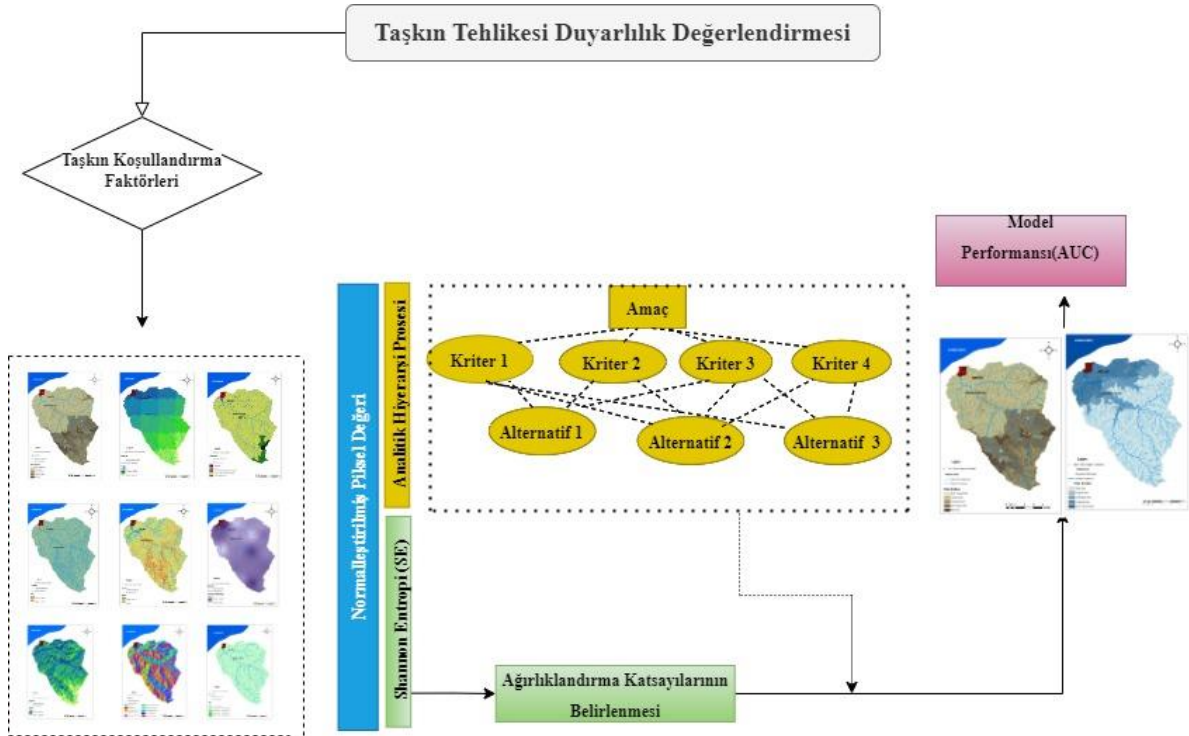 Taşkın Tehlikesi Duyarlılık Değerlendirmesi
Taşkın Koşullandırma
Faktörleri
Normalleştirilmiş Piksel Değeri
Analitik Hiyerarşi Prosesi
Shannon Entropi (SE)
Amaç
Kriter 1
Kriter 2
Kriter 3
Kriter 4
Alternatif 1
Alternatif 2
Alternatif 3
Ağırlıklandırma Katsayılarının
Belirlenmesi
Model
Performansı(AUC)